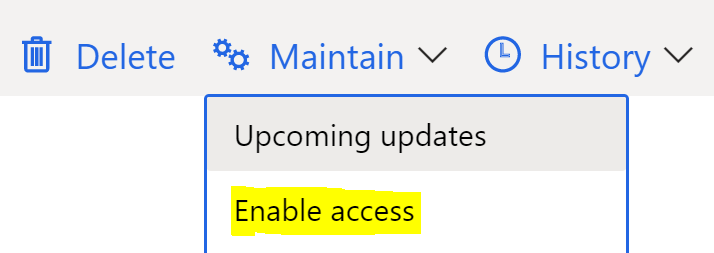 Delete Maintain History
Upcoming updates
Enable access